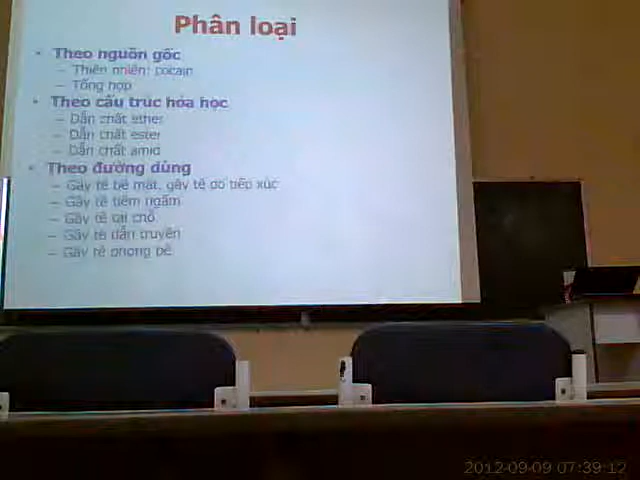 Phân loại
• Theo nguồn gốc
– Thiên nhiên: cocain
– Tổng hợp
• Theo cấu trúc hóa học
– Dẫn chất ether
– Dẫn chất ester
– Dẫn chất amid
• Theo đường dùng
– Gây tê bề mặt, gây tê do tiếp xúc
– Gây tê tiêm ngấm
– Gây tê tại chỗ
– Gây tê dẫn truyền
– Gây tê phong bế
2012-09-09 07:39:12